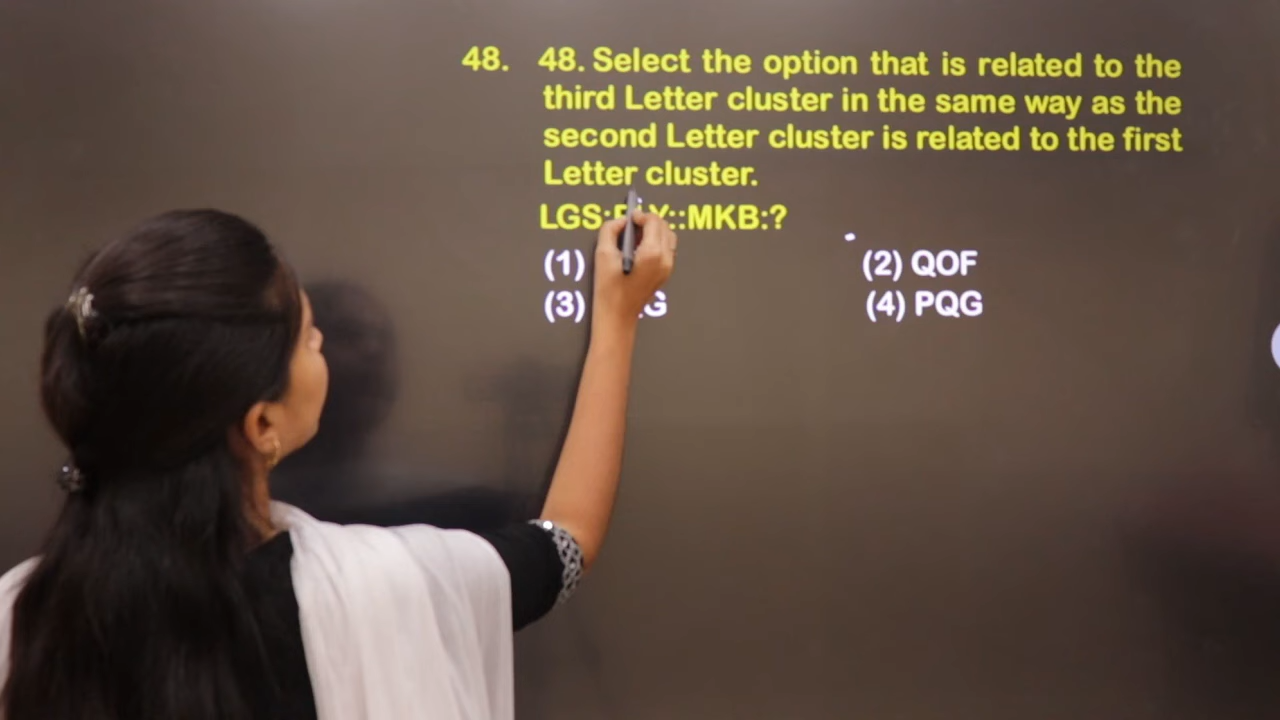 48. 48. Select the option that is related to the
third Letter cluster in the same way as the
second Letter cluster is related to the first
Letter cluster.
LGS: Y::MKB:?
(1) (2) QOF
(3) G (4) PQG